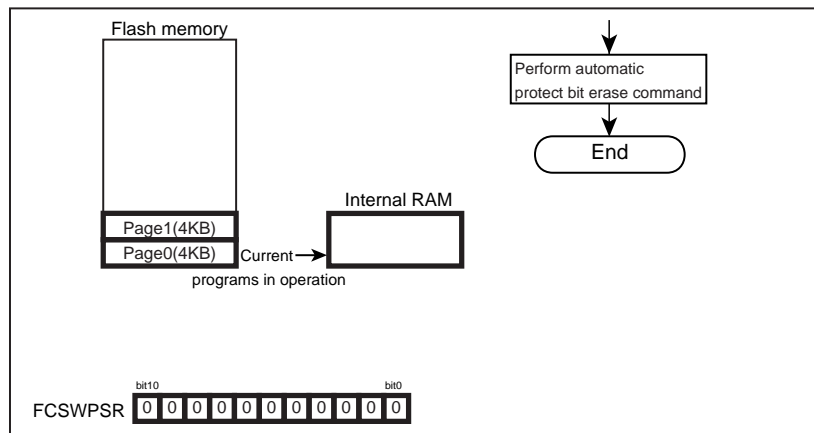 Flash memory
Perform automatic
protect bit erase command
End
Internal RAM
Page1(4KB)
Page0(4KB)
Current
programs in operation
bit10
bit0
FCSWPSR 0 0 0 0 0 0 0 0 0 0 0